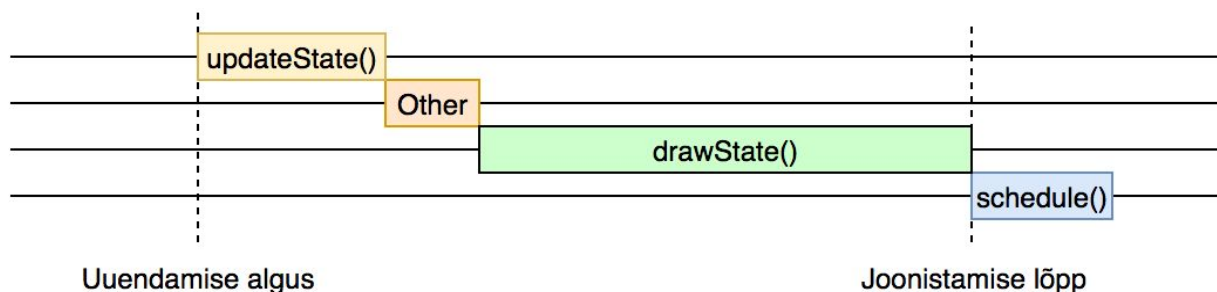 updateState()
Other
drawState()
schedule()
Uuendamise algus
Joonistamise lõpp